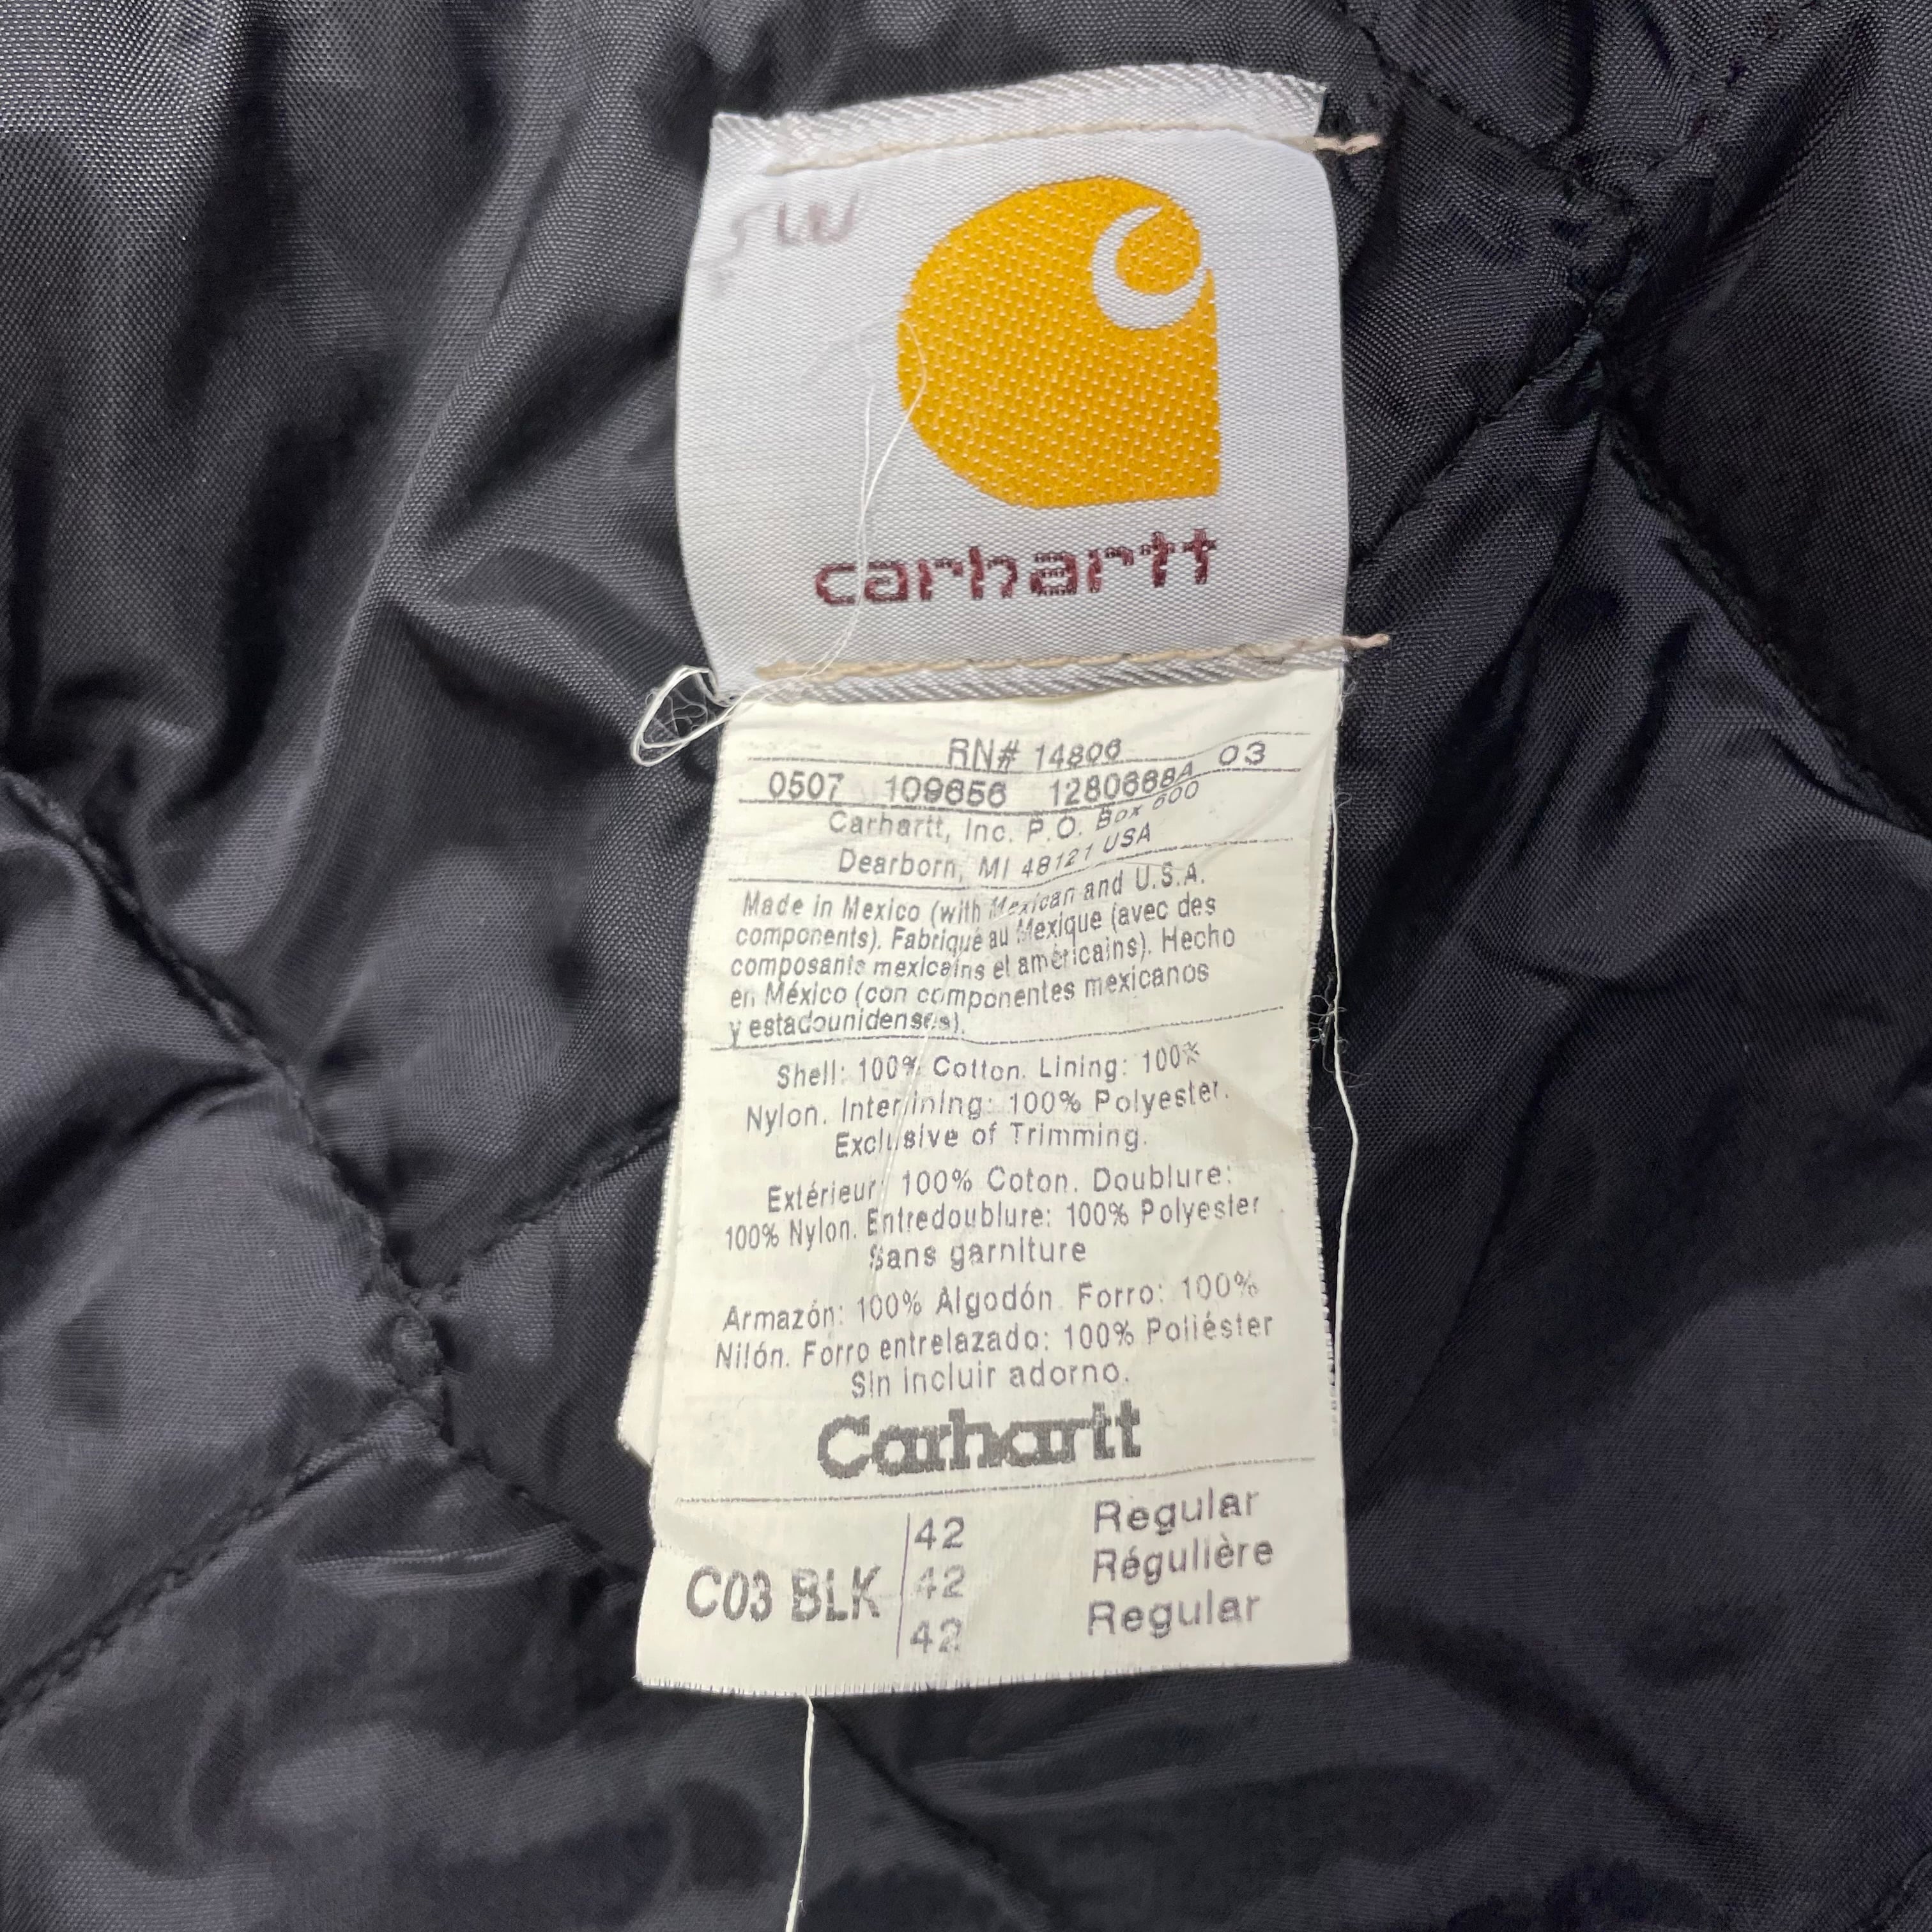 carhartt
RN# 14806
0507 109656 1280668A 03
Carhartt, Inc. P.O. Box 600
Dearborn, MI 48121 USA
Made in Mexico (with Mexican and U.S.A.
components). Fabriqué au Mexique (avec des
composants mexicains et américains). Hecho
en México (con componentes mexicanos
y estadounidenses).
Shell: 100% Cotton. Lining: 100%
Nylon. Interlining: 100% Polyester.
Exclusive of Trimming.
Extérieur: 100% Coton. Doublure:
100% Nylon. Entredoublure: 100% Polyester
Sans garniture
Armazón: 100% Algodón. Forro: 100%
Nilón. Forro entrelazado: 100% Poliéster
Sin incluir adorno.
Carhartt
42 Regular
C03 BLK 42 Régulière
42 Regular